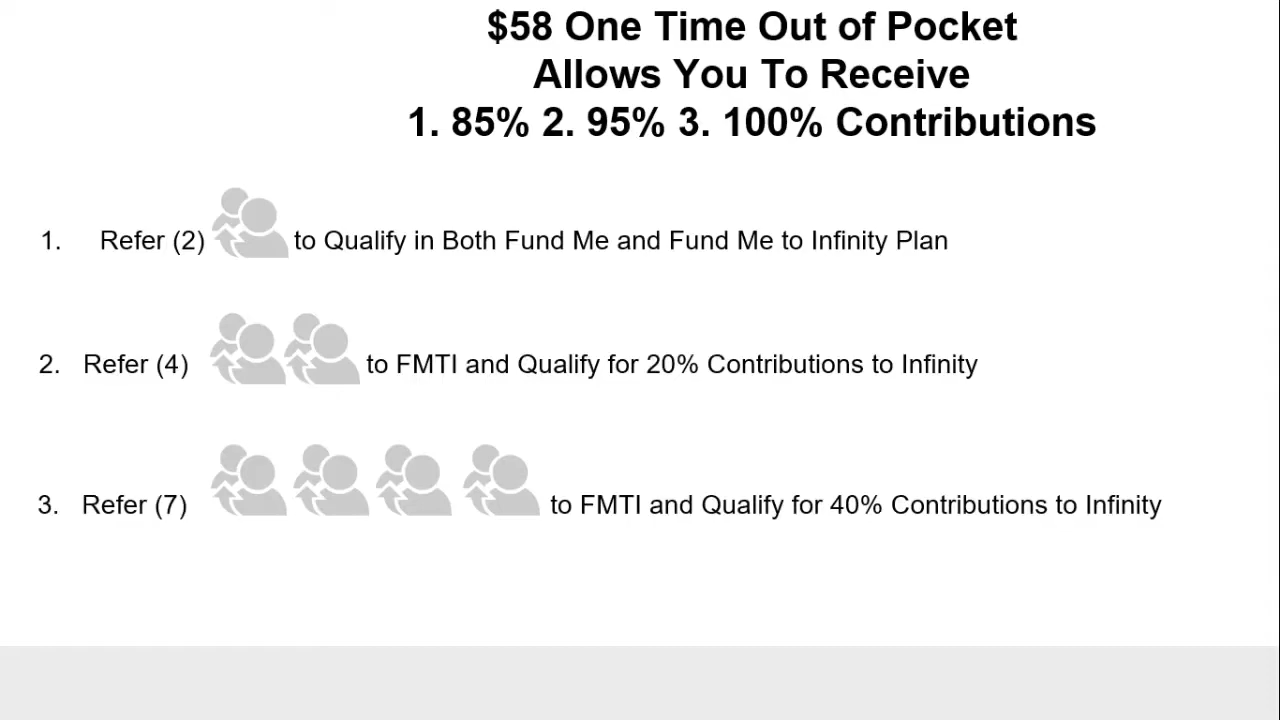 $58 One Time Out of Pocket
Allows You To Receive
1. 85% 2. 95% 3. 100% Contributions
1. Refer (2) to Qualify in Both Fund Me and Fund Me to Infinity Plan
2. Refer (4) to FMTI and Qualify for 20% Contributions to Infinity
3. Refer (7) to FMTI and Qualify for 40% Contributions to Infinity